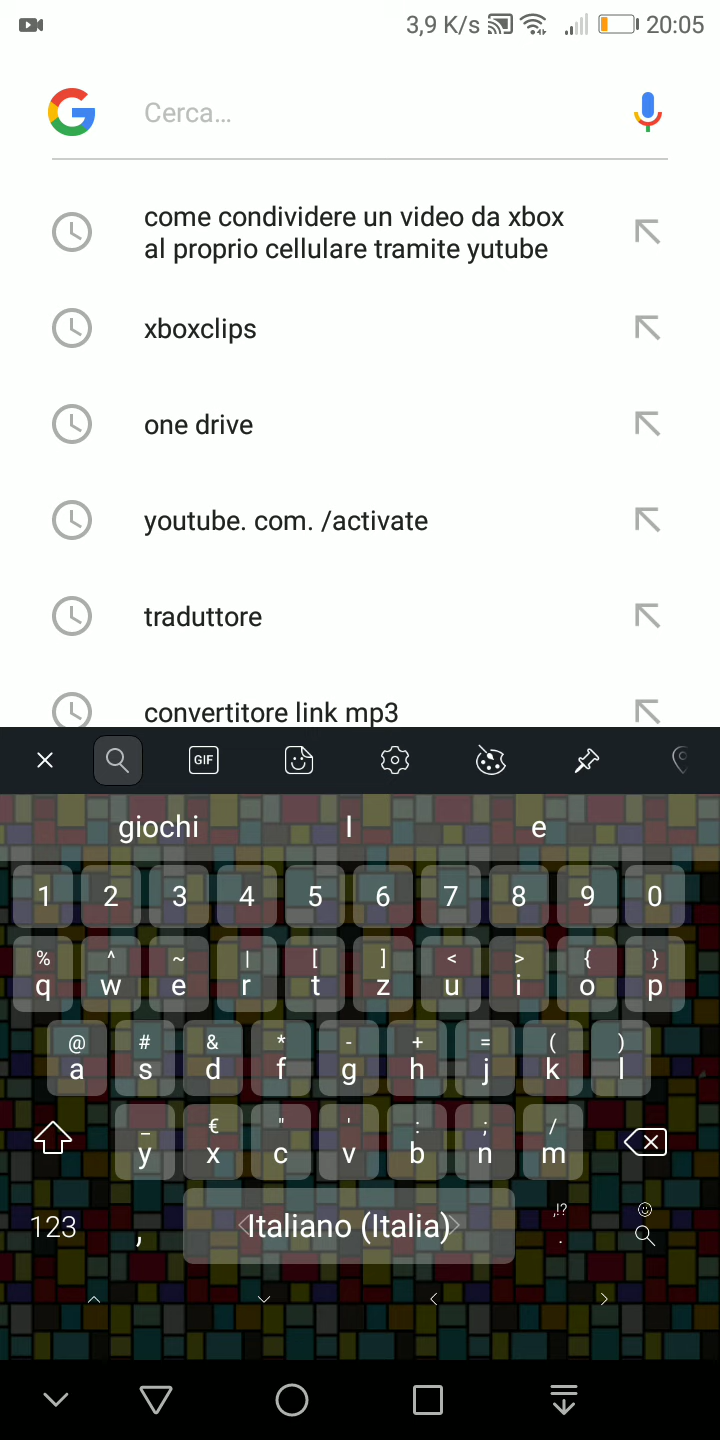 3,9 K/s 20:05
Cerca...
come condividere un video da xbox
al proprio cellulare tramite yutube
xboxclips
one drive
youtube. com. /activate
traduttore
convertitore link mp3
GIF
giochi I e
1 2 3 4 5 6 7 8 9 0
% ^ ~ | [ ] < > { }
q w e r t z u i o p
@ # & * - + = ( )
a s d f g h j k l
_ € " ' : ; /
y x c v b n m
,!?
123 , Italiano (Italia) .